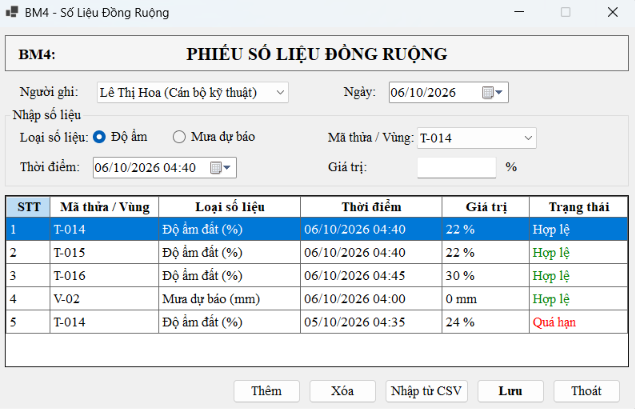 BM4 - Số Liệu Đồng Ruộng
BM4: PHIẾU SỐ LIỆU ĐỒNG RUỘNG
Người ghi: Lê Thị Hoa (Cán bộ kỹ thuật) Ngày: 06/10/2026
Nhập số liệu
Loại số liệu: Độ ẩm Mưa dự báo Mã thửa / Vùng: T-014
Thời điểm: 06/10/2026 04:40 Giá trị: %
STT Mã thửa / Vùng Loại số liệu Thời điểm Giá trị Trạng thái
1 T-014 Độ ẩm đất (%) 06/10/2026 04:40 22 % Hợp lệ
2 T-015 Độ ẩm đất (%) 06/10/2026 04:40 22 % Hợp lệ
3 T-016 Độ ẩm đất (%) 06/10/2026 04:45 30 % Hợp lệ
4 V-02 Mưa dự báo (mm) 06/10/2026 04:00 0 mm Hợp lệ
5 T-014 Độ ẩm đất (%) 05/10/2026 04:35 24 % Quá hạn
Thêm Xóa Nhập từ CSV Lưu Thoát